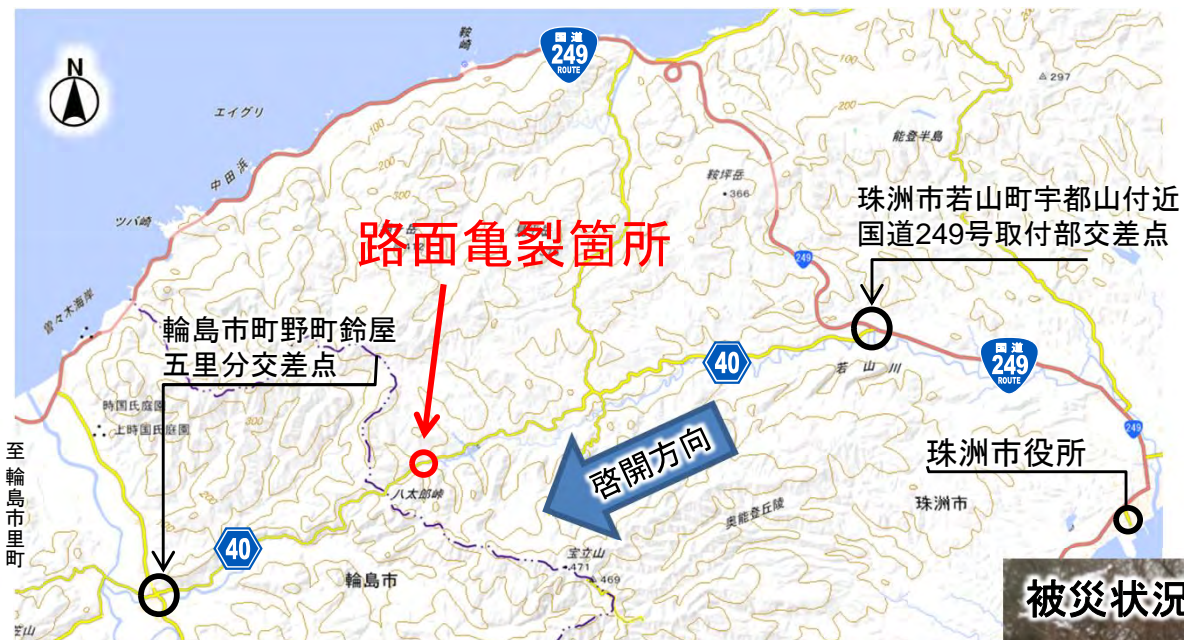 鞍崎
国道
249
ROUTE
N
297
エイグリ
200
能登半島
100
中田浜
200
鞍坪岳
366
珠洲市若山町宇都山付近
国道249号取付部交差点
ツバ崎
路面亀裂箇所
249
曽々木海岸
輪島市町野町鈴屋
五里分交差点
40
若山川
国道
249
ROUTE
時国氏庭園
300
上時国氏庭園
249
啓開方向
珠洲市役所
至 輪島市里町
八太郎峠
珠洲市
奥能登丘陵
40
宝立山
471
469
輪島市
被災状況